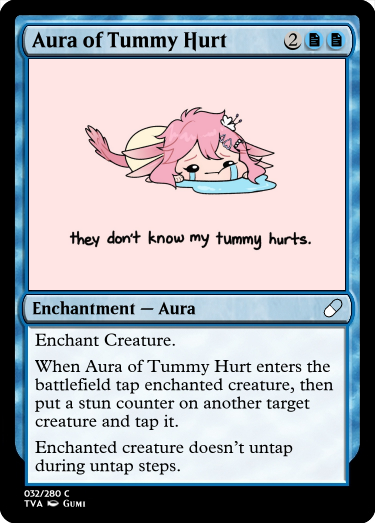 Aura of Tummy Hurt 2
they don't know my tummy hurts.
Enchantment — Aura
Enchant Creature.
When Aura of Tummy Hurt enters the
battlefield tap enchanted creature, then
put a stun counter on another target
creature and tap it.
Enchanted creature doesn't untap
during untap steps.
032/280 C
TVA Gumi